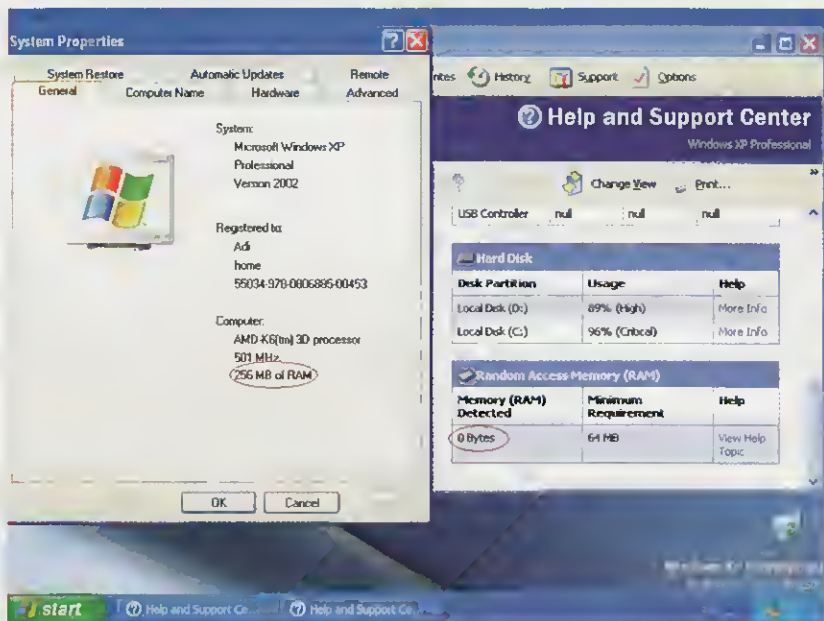 System Properties
System Restore Automatic Updates Remote
General Computer Name Hardware Advanced
System:
Microsoft Windows XP
Professional
Version 2002
Registered to:
Adi
home
55034-978-0806885-00453
Computer:
AMD-K6(tm) 3D processor
501 MHz
256 MB of RAM
OK Cancel
History Support Options
Help and Support Center
Windows XP Professional
Change View Print...
USB Controller null null null
Hard Disk
Disk Partition Usage Help
Local Disk (D:) 89% (High) More Info
Local Disk (C:) 96% (Critical) More Info
Random Access Memory (RAM)
Memory (RAM) Detected Minimum Requirement Help
0 Bytes 64 MB View Help Topic
start Help and Support Ce... Help and Support Ce...